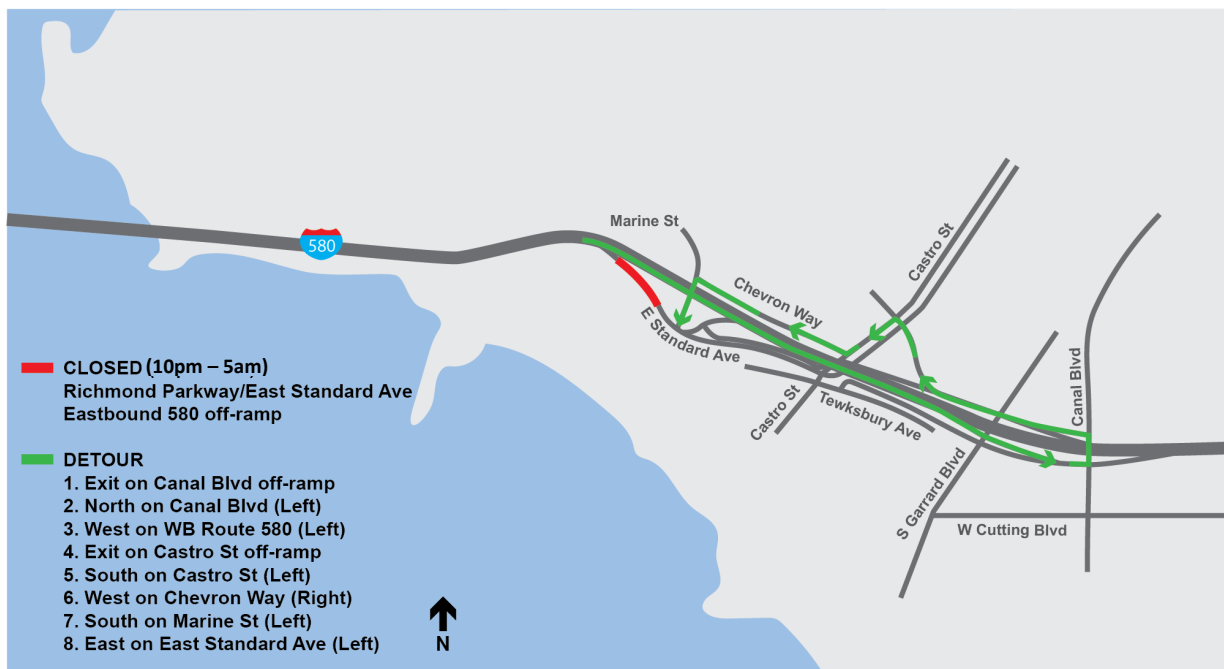 Marine St
580
Castro St
Chevron Way
E Standard Ave
Canal Blvd
Castro St
Tewksbury Ave
S Garrard Blvd
W Cutting Blvd
CLOSED (10pm – 5am)
Richmond Parkway/East Standard Ave
Eastbound 580 off-ramp
DETOUR
1. Exit on Canal Blvd off-ramp
2. North on Canal Blvd (Left)
3. West on WB Route 580 (Left)
4. Exit on Castro St off-ramp
5. South on Castro St (Left)
6. West on Chevron Way (Right)
7. South on Marine St (Left)
8. East on East Standard Ave (Left)
N